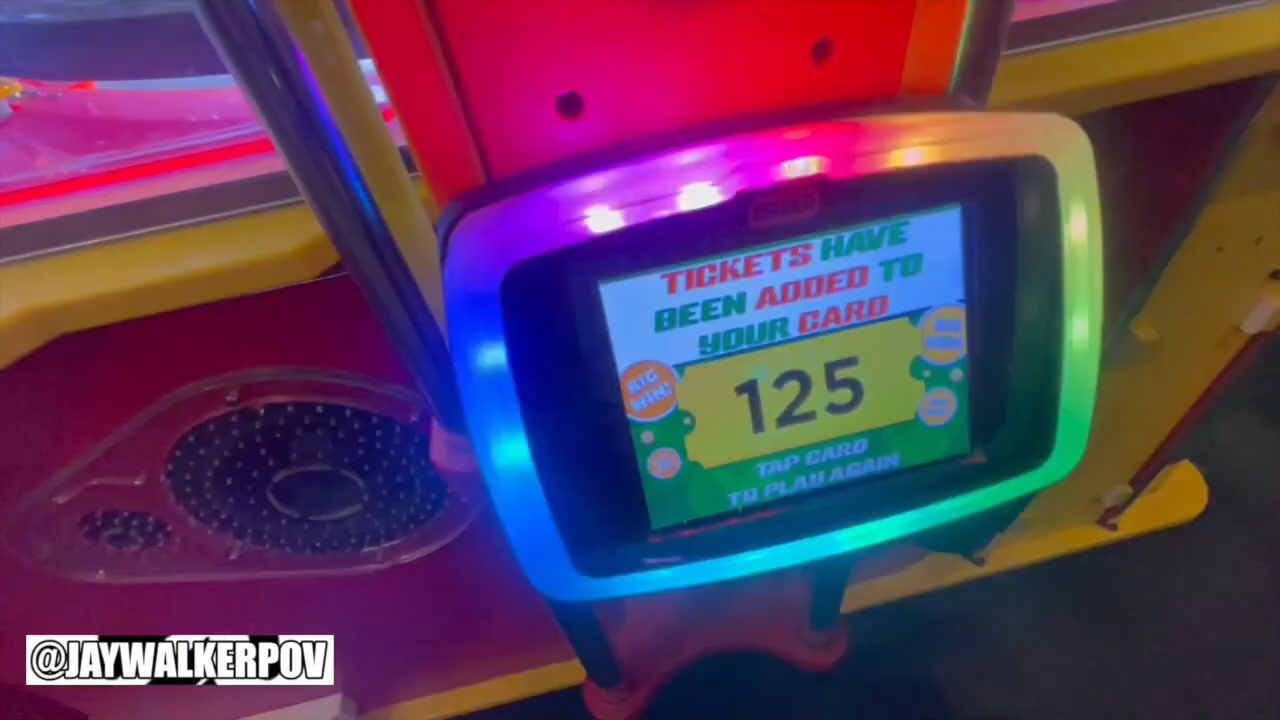 TICKETS HAVE
BEEN ADDED TO
YOUR CARD
BIG
WIN!
125
TAP CARD
TO PLAY AGAIN
@JAYWALKERPOV